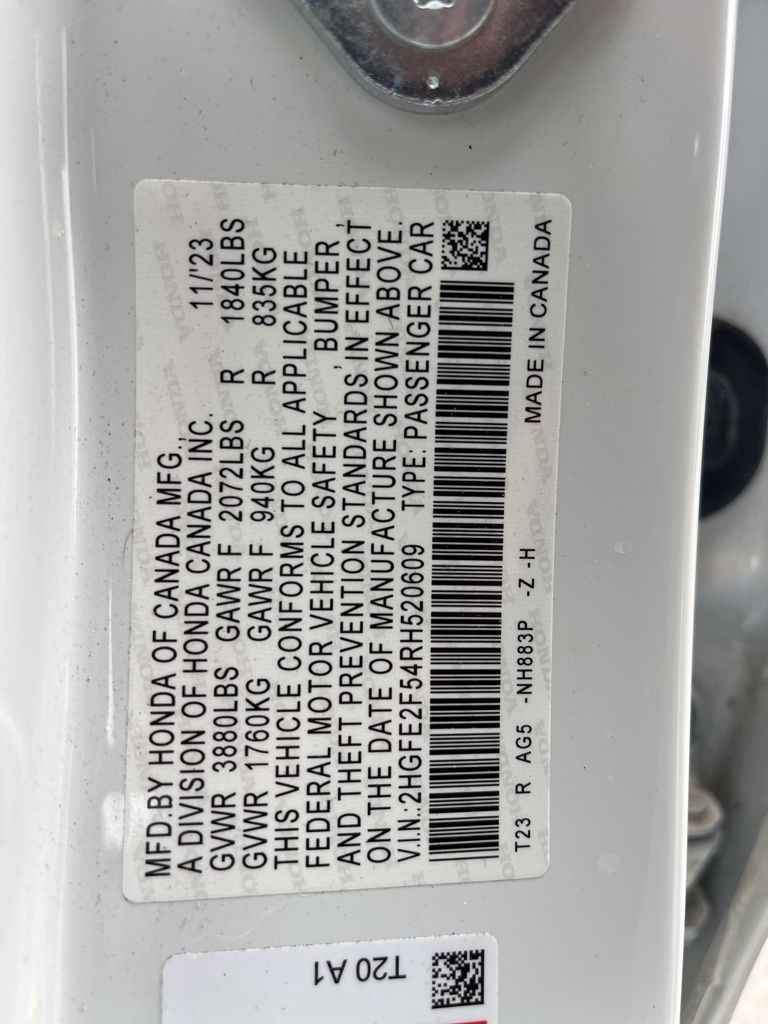 MFD.BY HONDA OF CANADA MFG.,
A DIVISION OF HONDA CANADA INC. 11/'23
GVWR 3880LBS GAWR F 2072LBS R 1840LBS
GVWR 1760KG GAWR F 940KG R 835KG
THIS VEHICLE CONFORMS TO ALL APPLICABLE
FEDERAL MOTOR VEHICLE SAFETY , BUMPER ,
AND THEFT PREVENTION STANDARDS, IN EFFECT
ON THE DATE OF MANUFACTURE SHOWN ABOVE.
V.I.N.:2HGFE2F54RH520609 TYPE: PASSENGER CAR
T23 R AG5 -NH883P -Z -H MADE IN CANADA
T20 A1